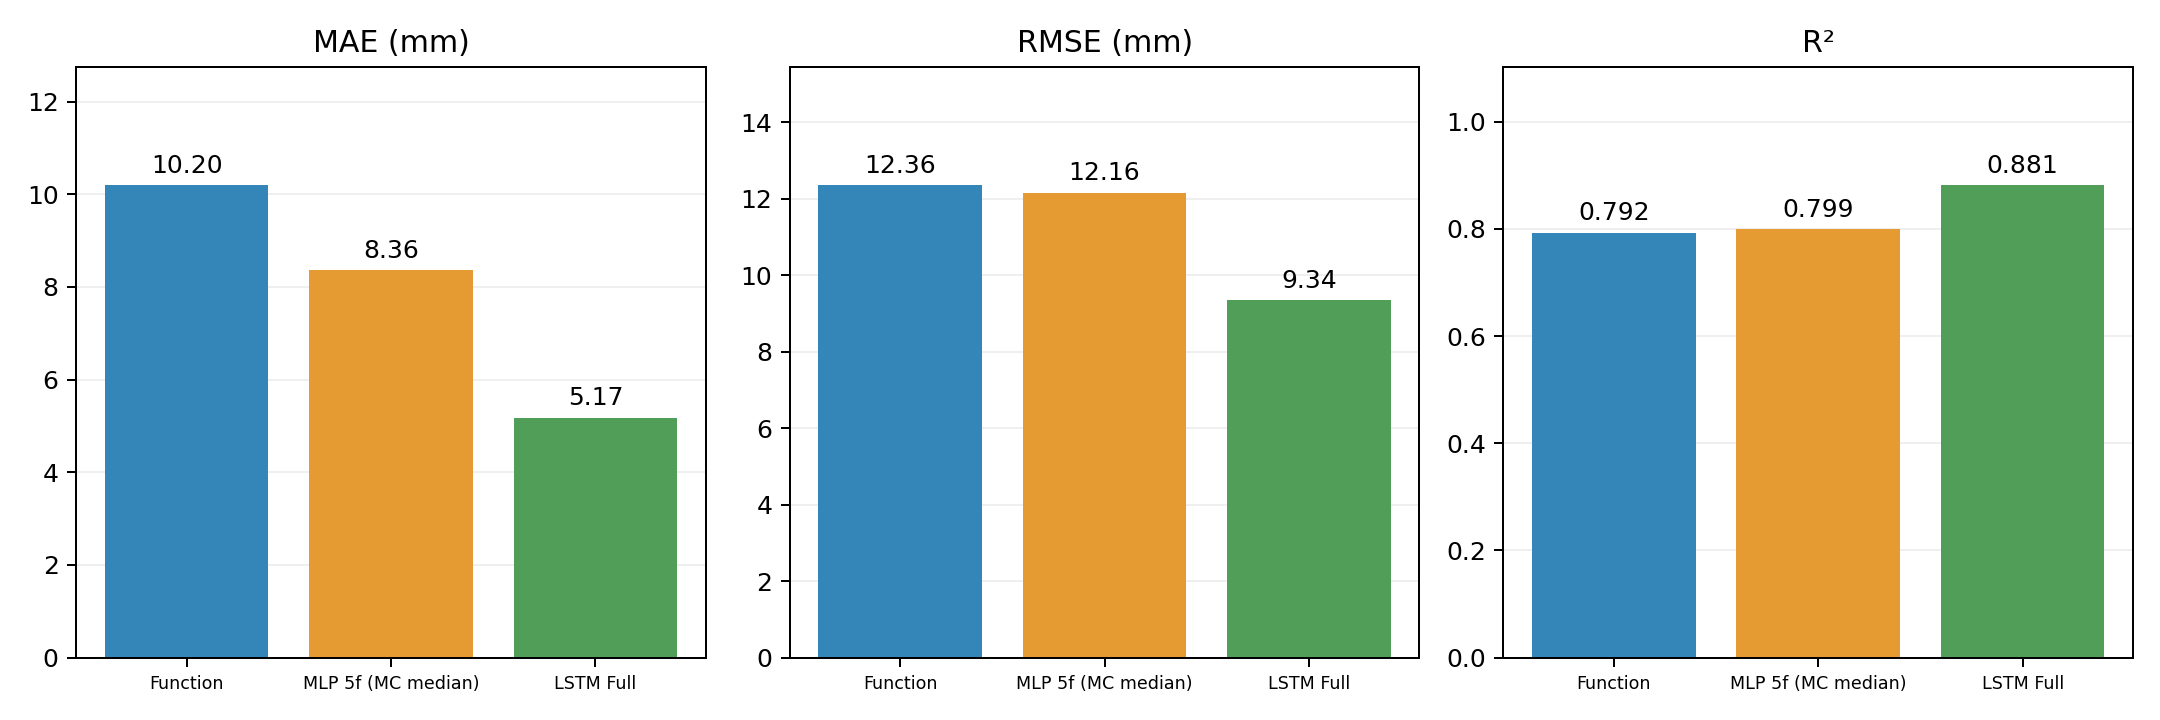 MAE (mm)
12
10
8
6
4
2
0
10.20
8.36
5.17
Function
MLP 5f (MC median)
LSTM Full
RMSE (mm)
14
12
10
8
6
4
2
0
12.36
12.16
9.34
Function
MLP 5f (MC median)
LSTM Full
R²
1.0
0.8
0.6
0.4
0.2
0.0
0.792
0.799
0.881
Function
MLP 5f (MC median)
LSTM Full